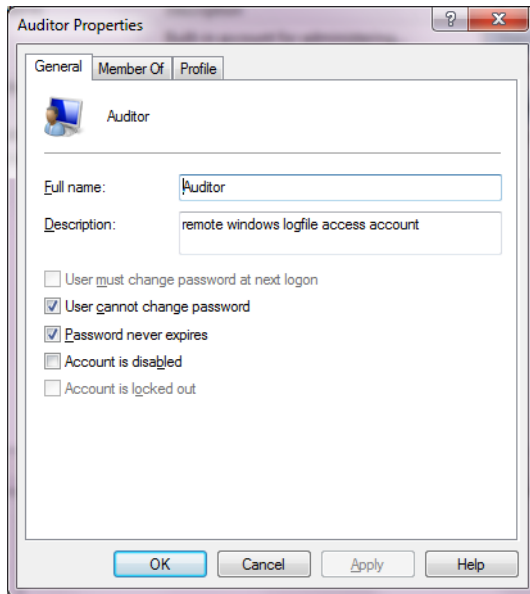 Auditor Properties
General Member Of Profile
Auditor
Full name: Auditor
Description: remote windows logfile access account
User must change password at next logon
User cannot change password
Password never expires
Account is disabled
Account is locked out
OK Cancel Apply Help